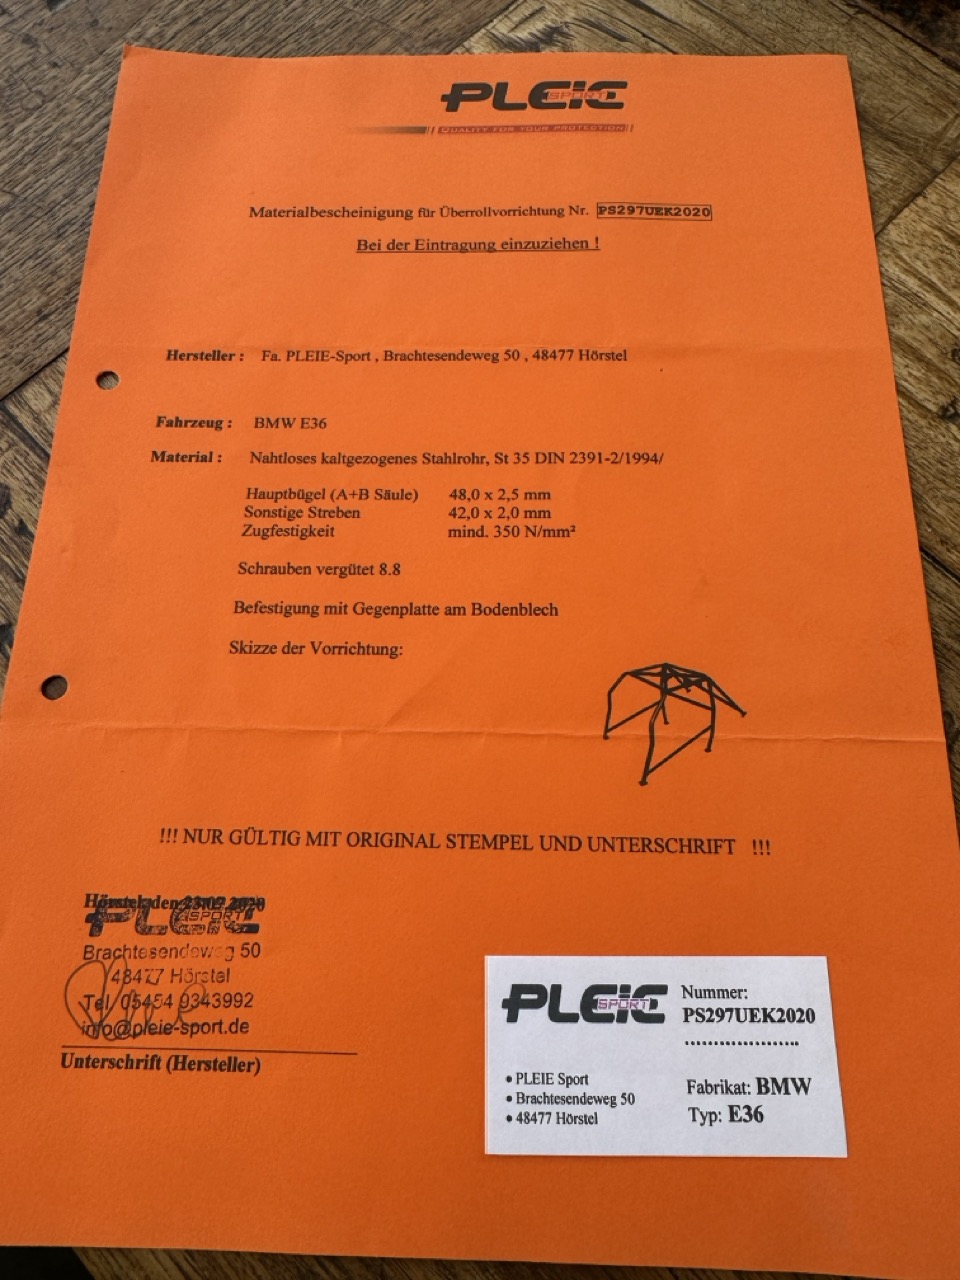 PLEIE
SPORT
QUALITY FOR YOUR PROTECTION
Materialbescheinigung für Überrollvorrichtung Nr. PS297UEK2020
Bei der Eintragung einzuziehen !
Hersteller : Fa. PLEIE-Sport , Brachtesendeweg 50 , 48477 Hörstel
Fahrzeug : BMW E36
Material : Nahtloses kaltgezogenes Stahlrohr, St 35 DIN 2391-2/1994/
Hauptbügel (A+B Säule) 48,0 x 2,5 mm
Sonstige Streben 42,0 x 2,0 mm
Zugfestigkeit mind. 350 N/mm²
Schrauben vergütet 8.8
Befestigung mit Gegenplatte am Bodenblech
Skizze der Vorrichtung:
!!! NUR GÜLTIG MIT ORIGINAL STEMPEL UND UNTERSCHRIFT !!!
Hörstel, den 2020
PLEIE
SPORT
Brachtesendeweg 50
48477 Hörstel
Tel. 05454 9343992
info@pleie-sport.de
Unterschrift (Hersteller)
PLEIE
SPORT
Nummer:
PS297UEK2020
....................
• PLEIE Sport
• Brachtesendeweg 50
• 48477 Hörstel
Fabrikat: BMW
Typ: E36